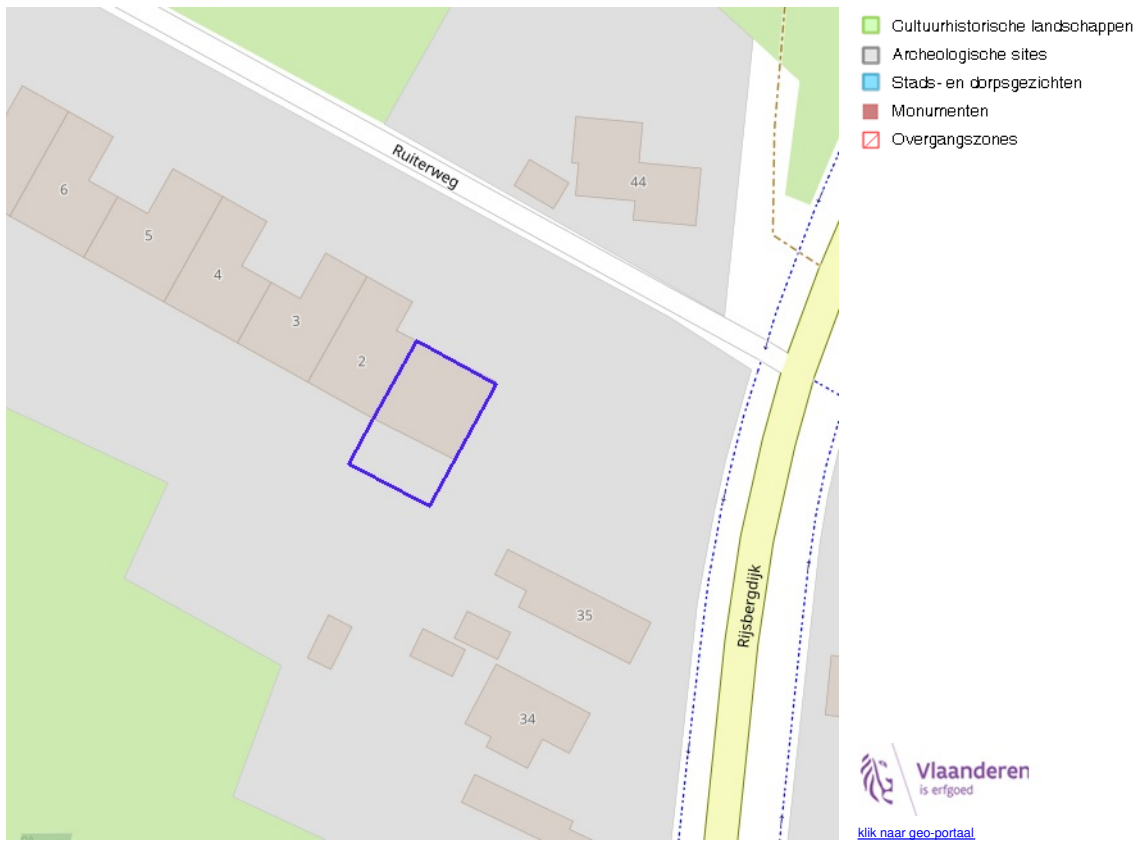 Ruiterweg
44
6
5
4
3
2
35
34
Rijsbergdijk
Cultuurhistorische landschappen
Archeologische sites
Stads- en dorpsgezichten
Monumenten
Overgangszones
Vlaanderen
is erfgoed
klik naar geo-portaal